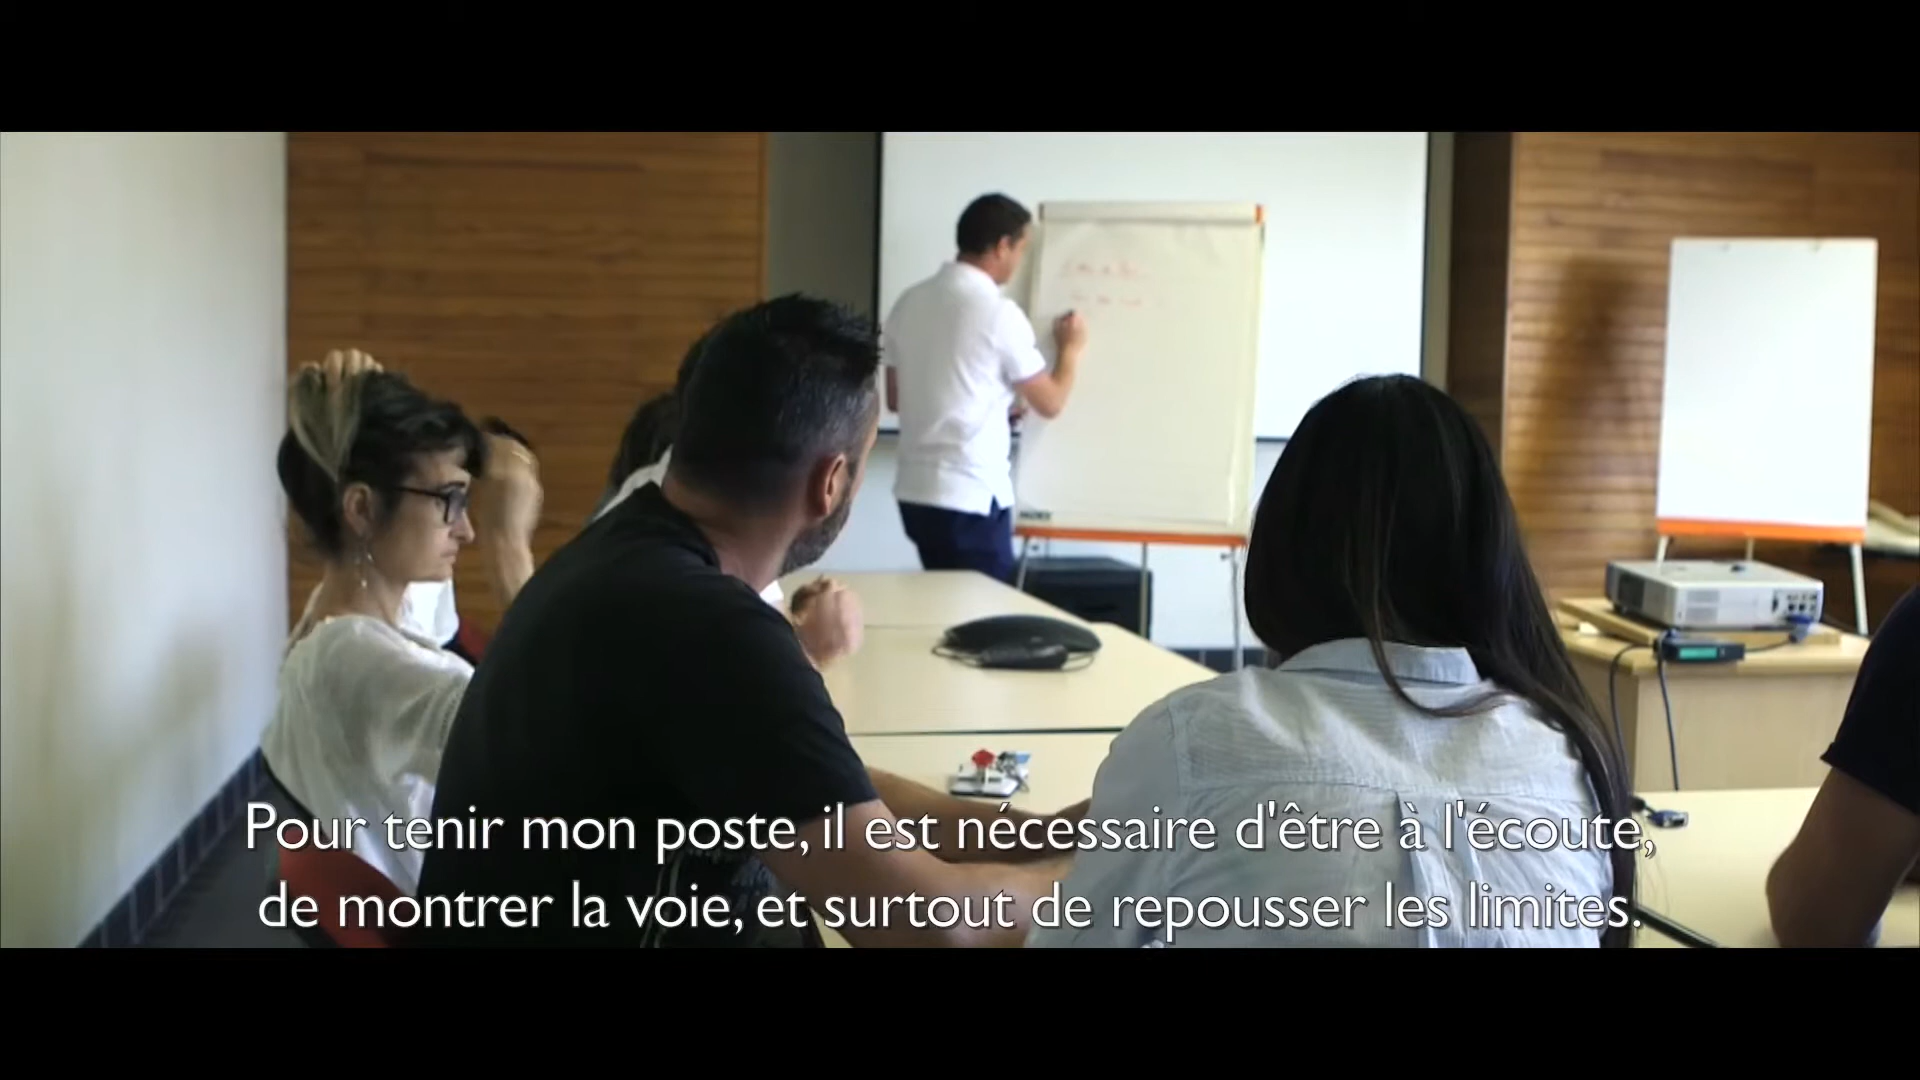 Pour tenir mon poste, il est nécessaire d'être à l'écoute,
de montrer la voie, et surtout de repousser les limites.